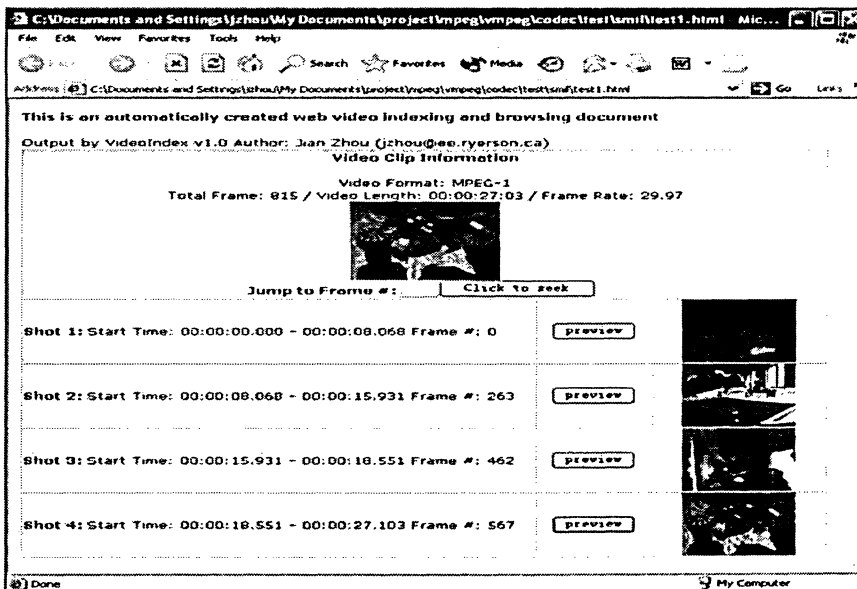 C:\Documents and Settings\jzhou\My Documents\project\mpeg\vmpeg\codec\test\smil\test1.html - Mic...
File Edit View Favorites Tools Help
Search Favorites Media
Address C:\Documents and Settings\jzhou\My Documents\project\mpeg\vmpeg\codec\test\smil\test1.html Go Links
This is an automatically created web video indexing and browsing document
Output by VideoIndex v1.0 Author: Jian Zhou (jzhou@ee.ryerson.ca)
Video Clip Information
Video Format: MPEG-1
Total Frame: 815 / Video Length: 00:00:27:03 / Frame Rate: 29.97
Jump to Frame #: Click to seek
Shot 1: Start Time: 00:00:00.000 - 00:00:08.068 Frame #: 0 preview
Shot 2: Start Time: 00:00:08.068 - 00:00:15.931 Frame #: 263 preview
Shot 3: Start Time: 00:00:15.931 - 00:00:18.551 Frame #: 462 preview
Shot 4: Start Time: 00:00:18.551 - 00:00:27.103 Frame #: 567 preview
Done My Computer